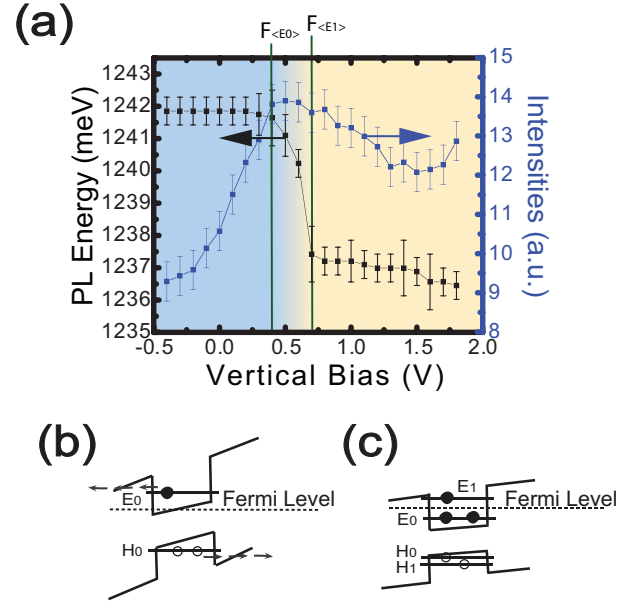 (a)
F<E0> F<E1>
PL Energy (meV)
1243
1242
1241
1240
1239
1238
1237
1236
1235
15
14
13
12
11
10
9
8
Intensities (a.u.)
-0.5 0.0 0.5 1.0 1.5 2.0
Vertical Bias (V)
(b)
E0
Fermi Level
H0
(c)
E1
Fermi Level
E0
H0
H1